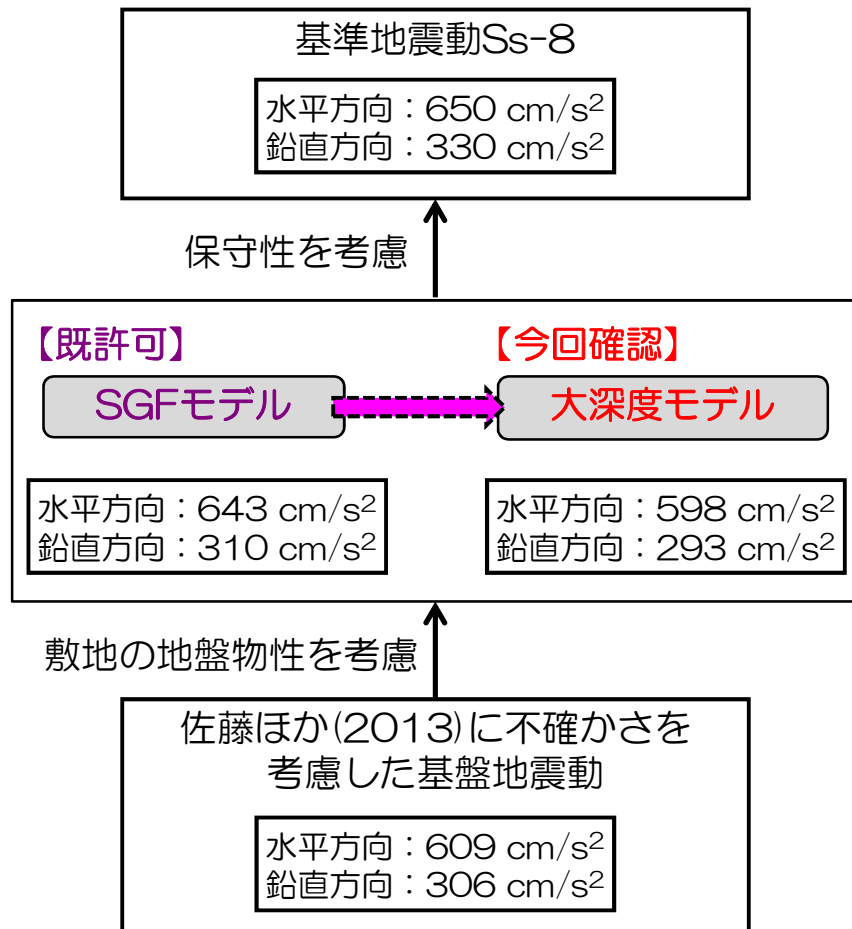 基準地震動Ss-8
水平方向：650 cm/s²
鉛直方向：330 cm/s²
保守性を考慮
【既許可】
SGFモデル
水平方向：643 cm/s²
鉛直方向：310 cm/s²
【今回確認】
大深度モデル
水平方向：598 cm/s²
鉛直方向：293 cm/s²
敷地の地盤物性を考慮
佐藤ほか(2013)に不確かさを
考慮した基盤地震動
水平方向：609 cm/s²
鉛直方向：306 cm/s²